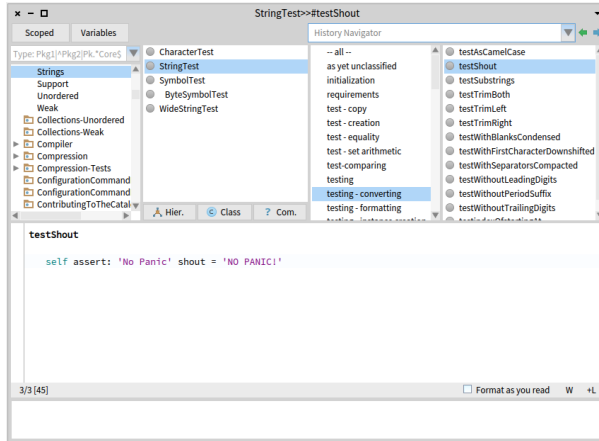 StringTest>>#testShout
Scoped
Variables
History Navigator
Type: Pkg1|^Pkg2|Pk.*Core$
Strings
Support
Unordered
Weak
Collections-Unordered
Collections-Weak
Compiler
Compression
Compression-Tests
ConfigurationCommand
ConfigurationCommand
ContributingToTheCatal
CharacterTest
StringTest
SymbolTest
ByteSymbolTest
WideStringTest
Hier.
Class
? Com.
-- all --
as yet unclassified
initialization
requirements
test - copy
test - creation
test - equality
test - set arithmetic
test-comparing
testing
testing - converting
testing - formatting
testing - instance creation
testAsCamelCase
testShout
testSubstrings
testTrimBoth
testTrimLeft
testTrimRight
testWithBlanksCondensed
testWithFirstCharacterDownshifted
testWithSeparatorsCompacted
testWithoutLeadingDigits
testWithoutPeriodSuffix
testWithoutTrailingDigits
testShout
self assert: 'No Panic' shout = 'NO PANIC!'
3/3 [45]
Format as you read
W
+L